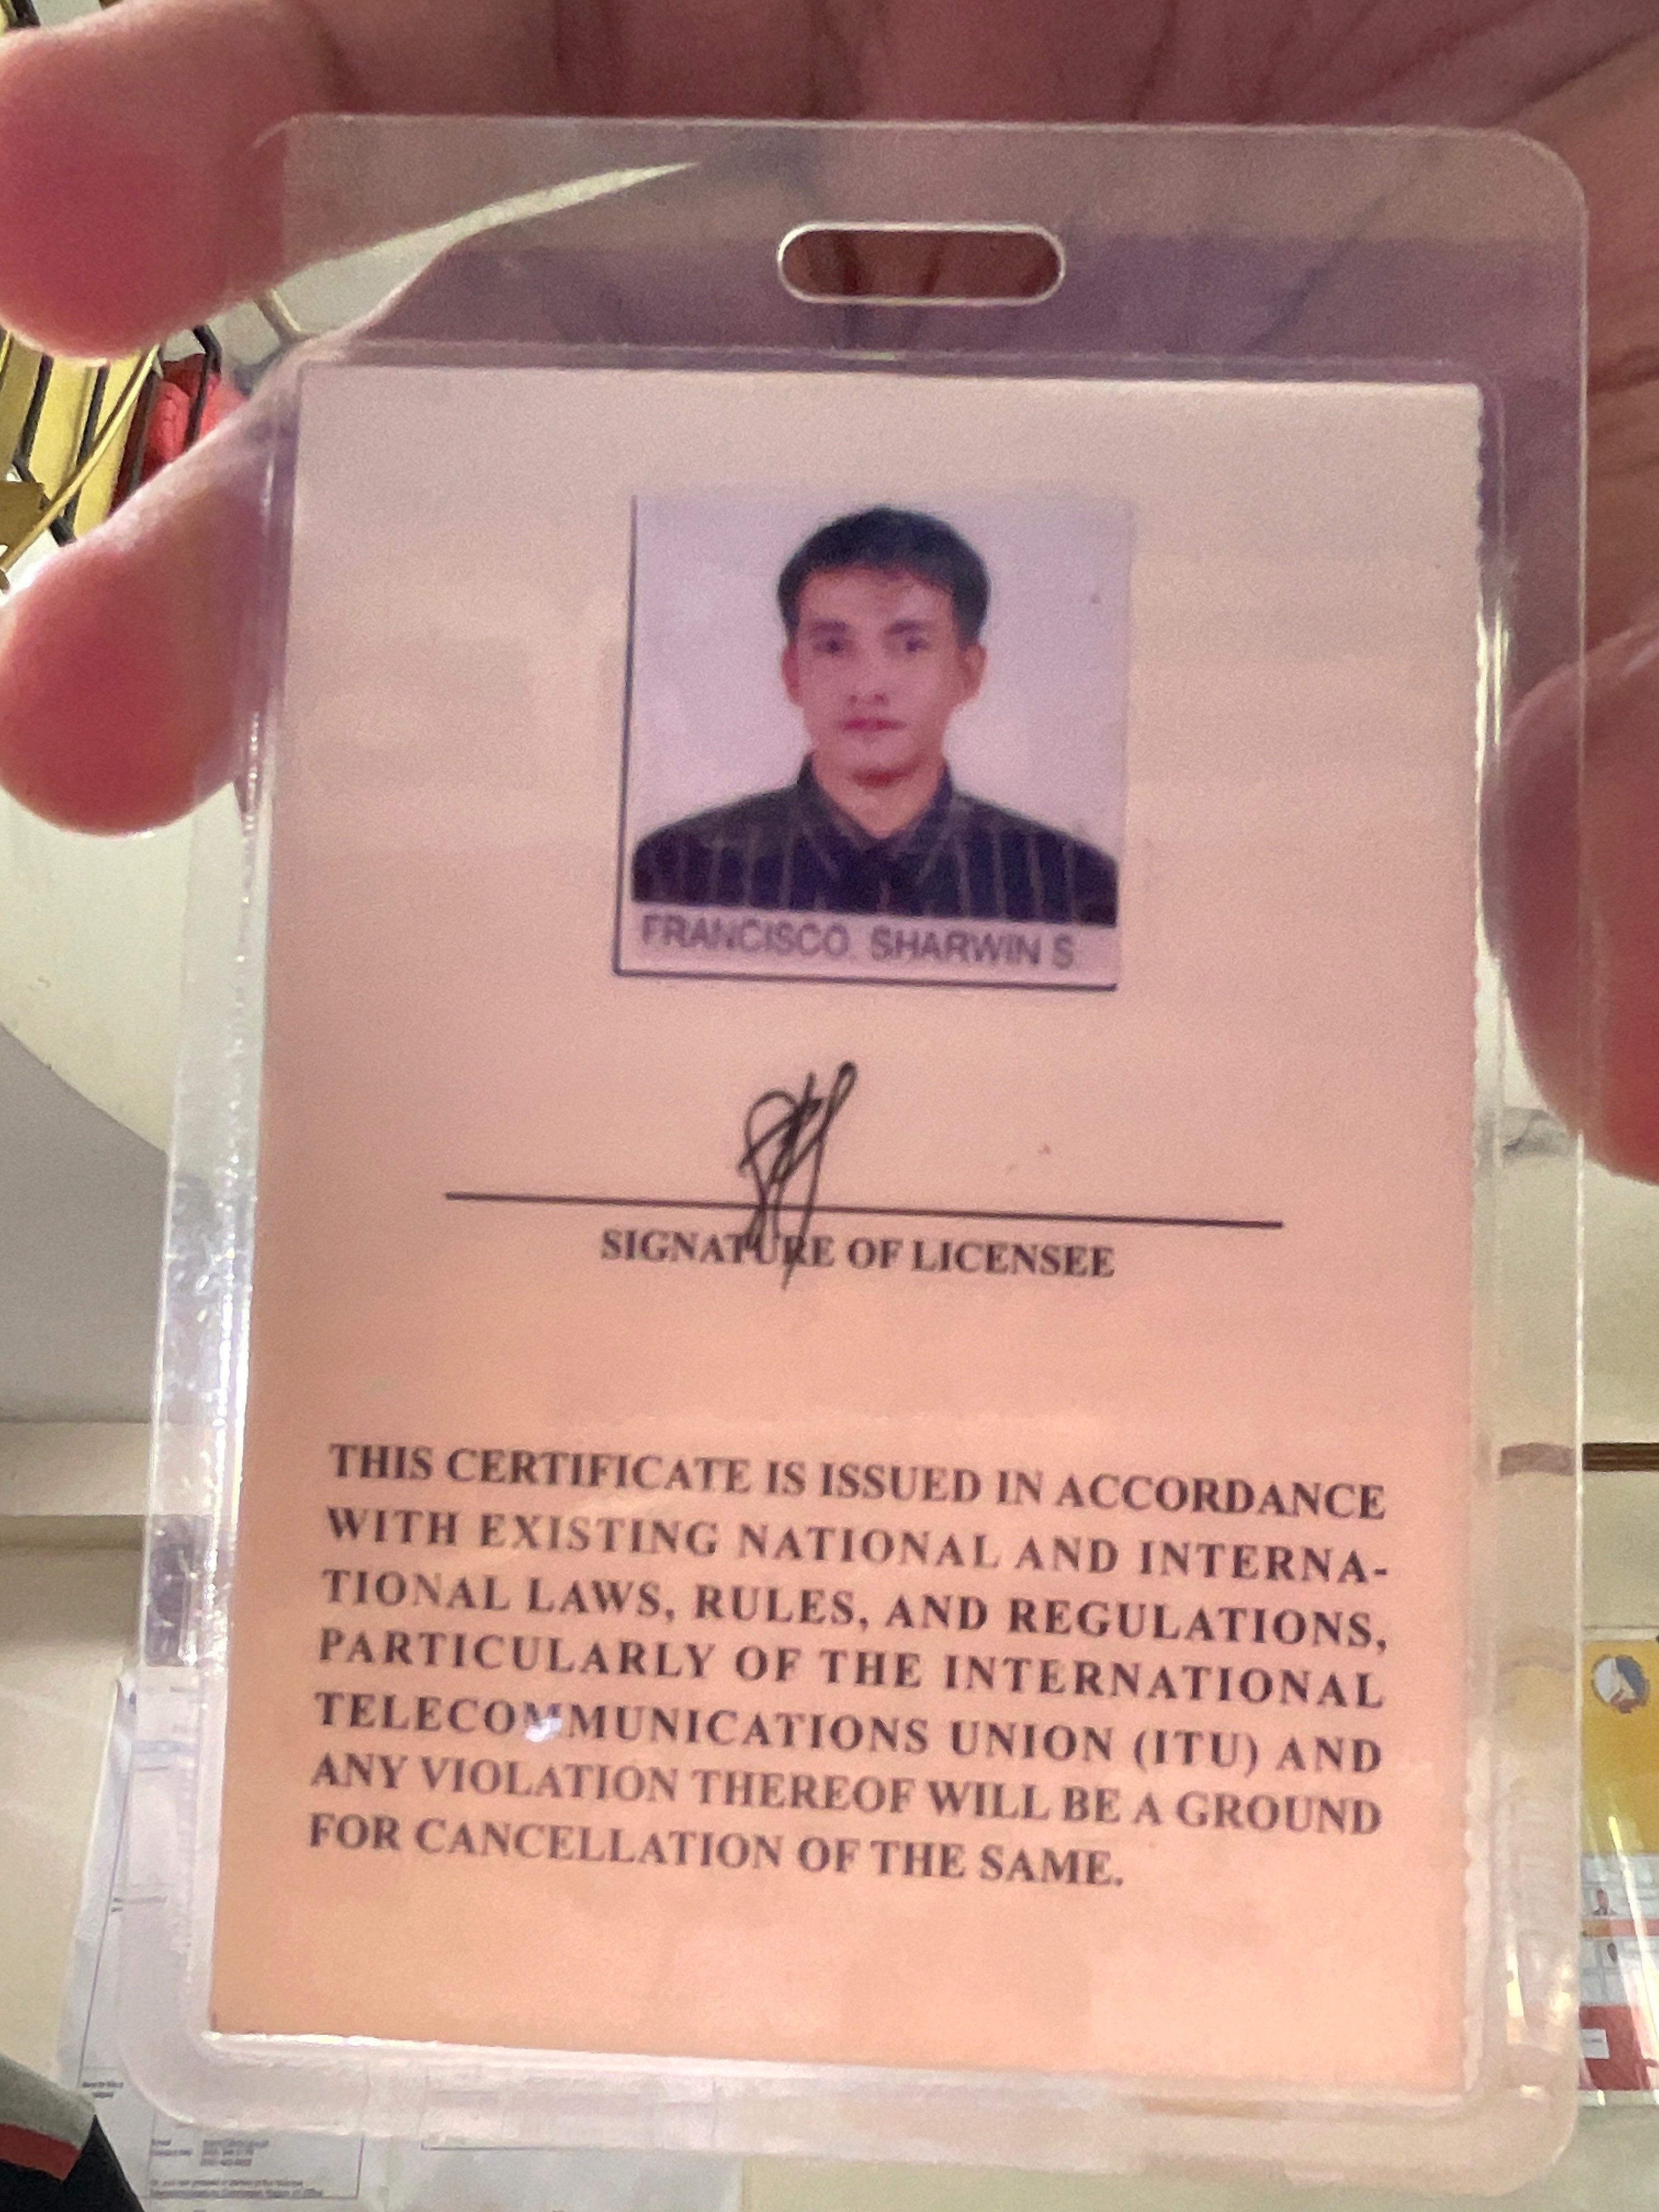 FRANCISCO. SHARWIN S
SIGNATURE OF LICENSEE
THIS CERTIFICATE IS ISSUED IN ACCORDANCE
WITH EXISTING NATIONAL AND INTERNA-
TIONAL LAWS, RULES, AND REGULATIONS,
PARTICULARLY OF THE INTERNATIONAL
TELECOMMUNICATIONS UNION (ITU) AND
ANY VIOLATION THEREOF WILL BE A GROUND
FOR CANCELLATION OF THE SAME.